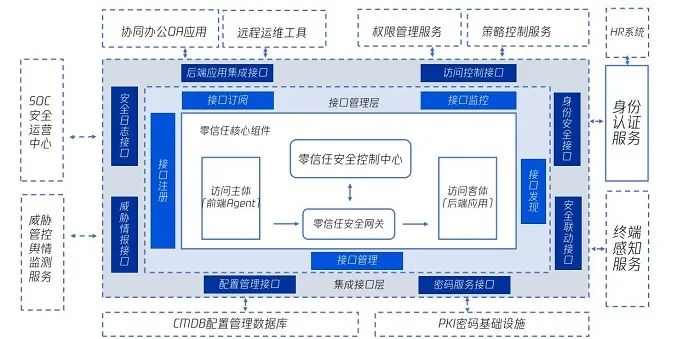 协同办公OA应用
远程运维工具
权限管理服务
策略控制服务
HR系统
后端应用集成接口
访问控制接口
接口订阅
接口管理层
接口监控
SOC
安全
运营
中心
安全日志接口
身份安全接口
身份
认证
服务
零信任核心组件
零信任安全控制中心
接口注册
访问主体
(前端Agent)
访问客体
(后端应用)
接口发现
零信任安全网关
威胁
管控
舆情
监测
服务
威胁情报接口
安全联动接口
终端
感知
服务
接口管理
配置管理接口
集成接口层
密码服务接口
CMDB配置管理数据库
PKI密码基础设施